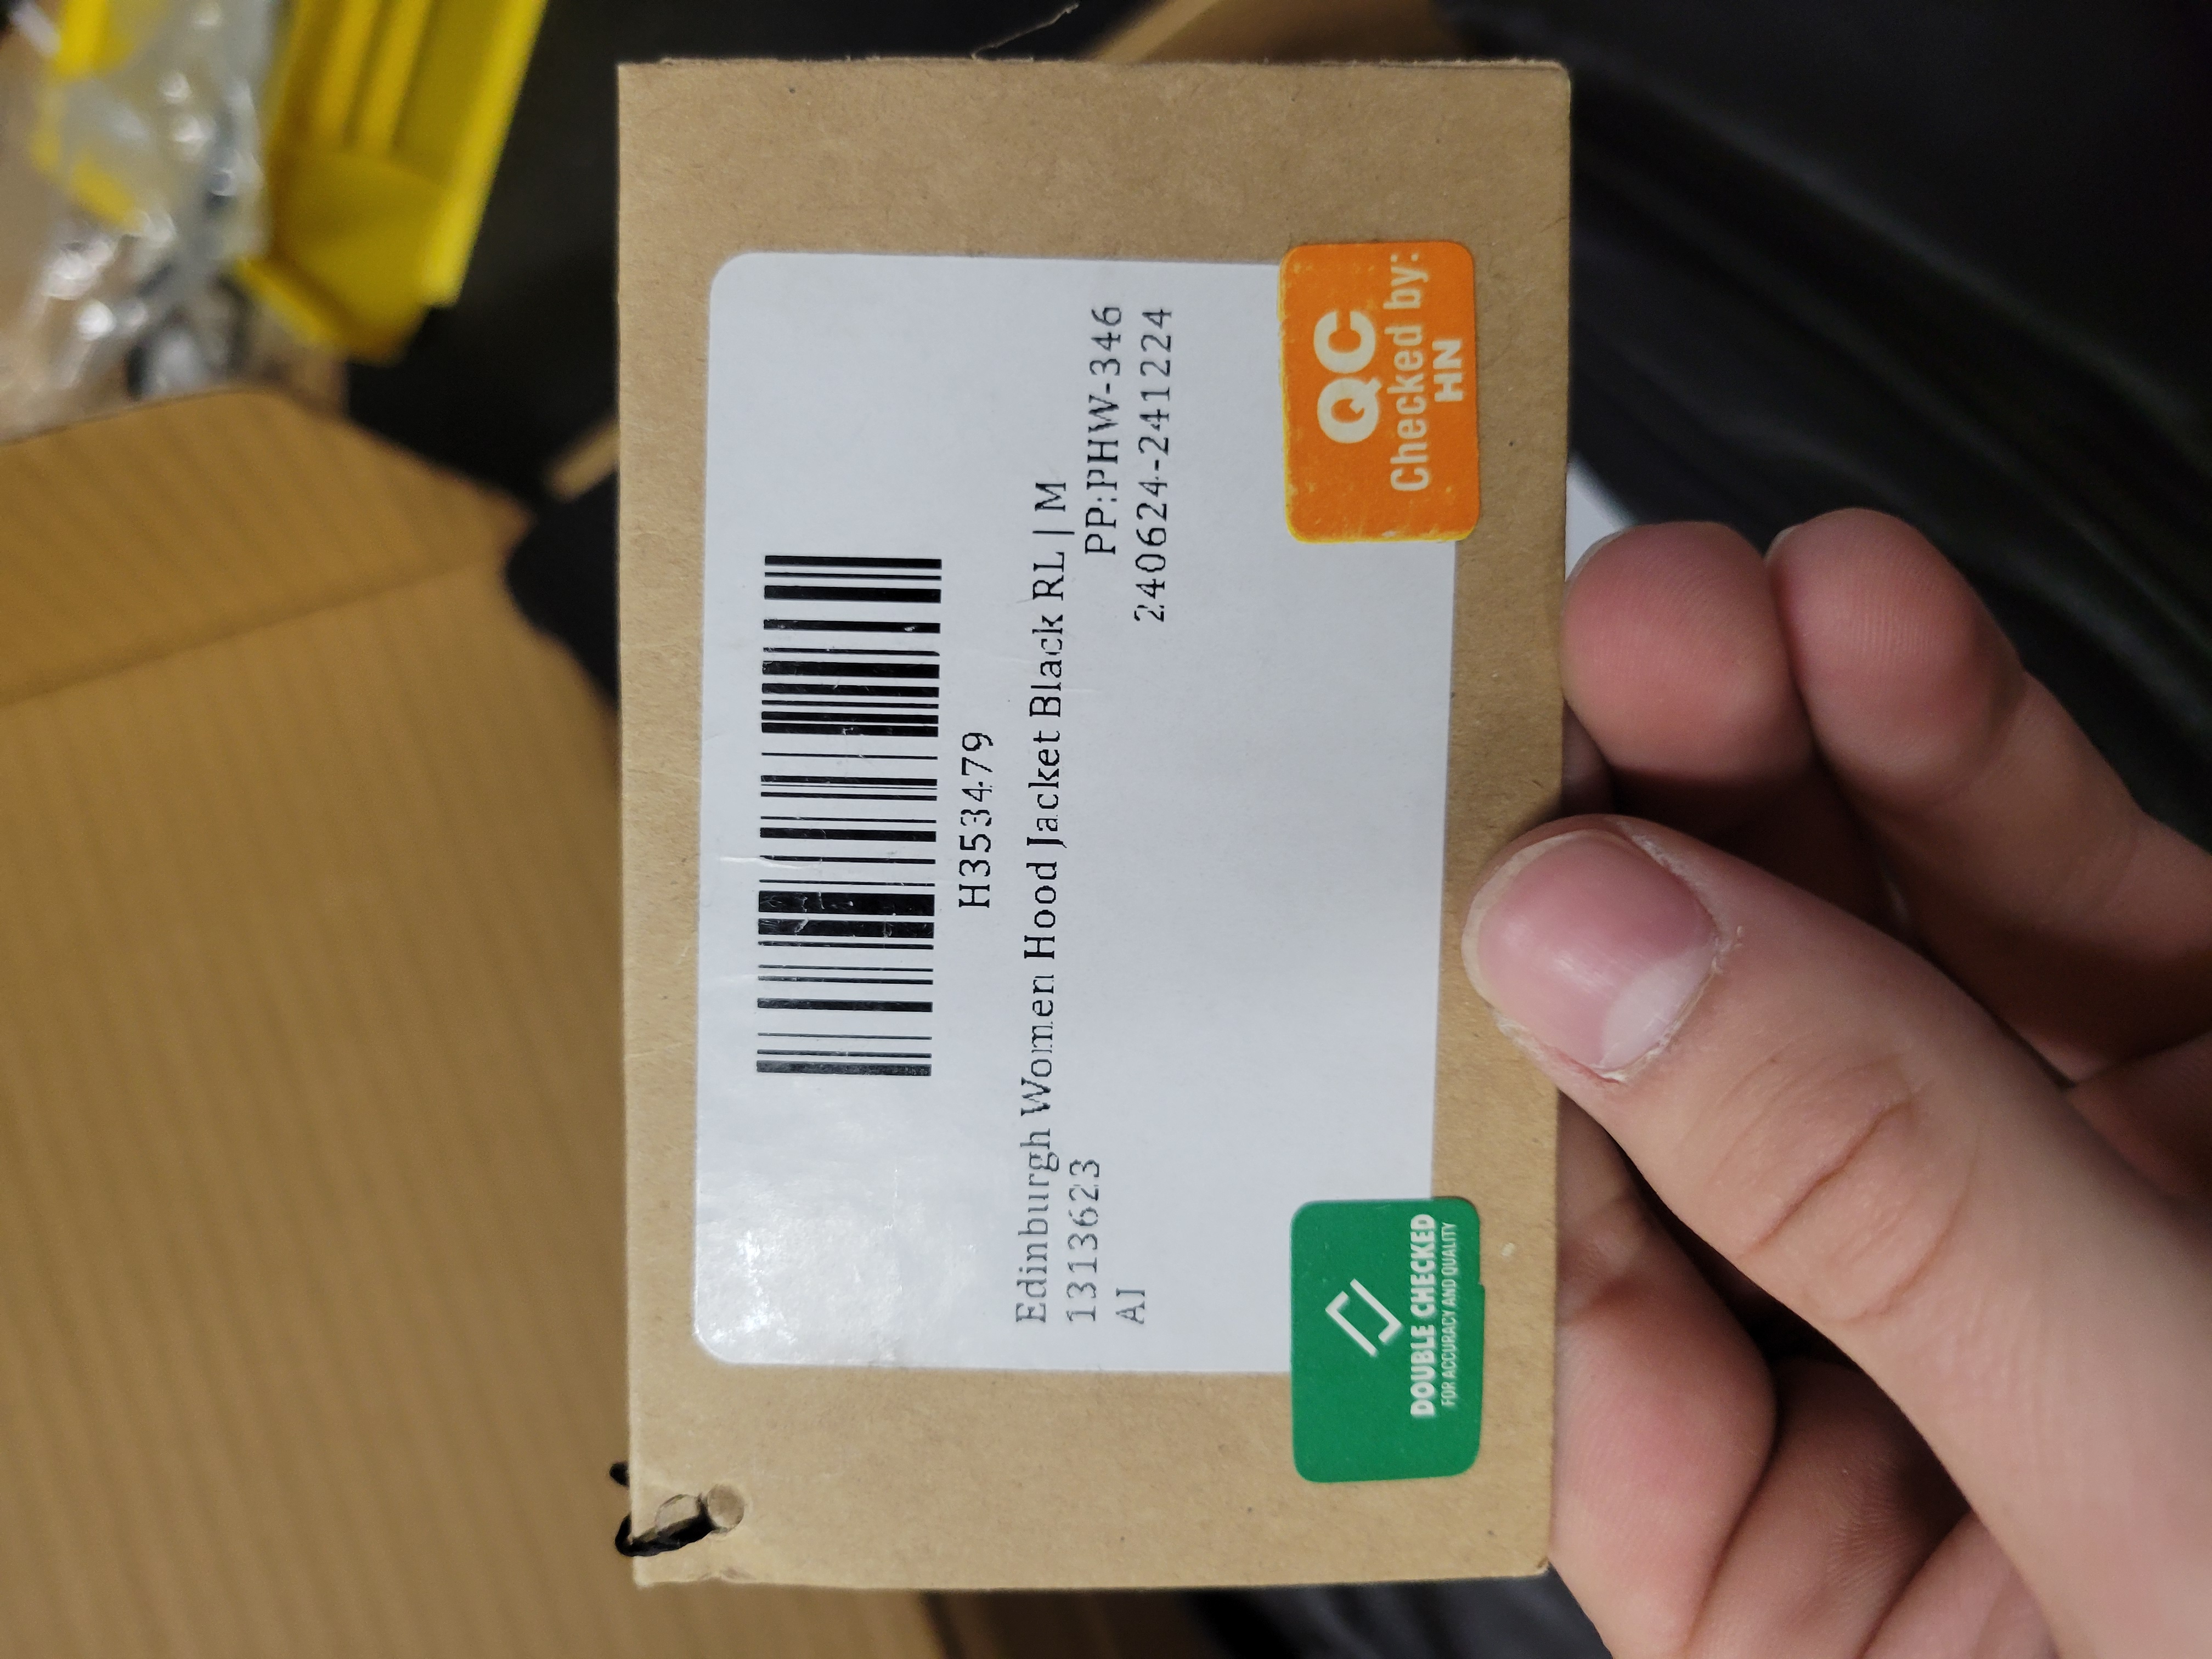 H353479
Edinburgh Women Hood Jacket Black RL | M
1313623 PP:PHW-346
AI 240624-241224
DOUBLE CHECKED
FOR ACCURACY AND QUALITY
QC
Checked by:
HN